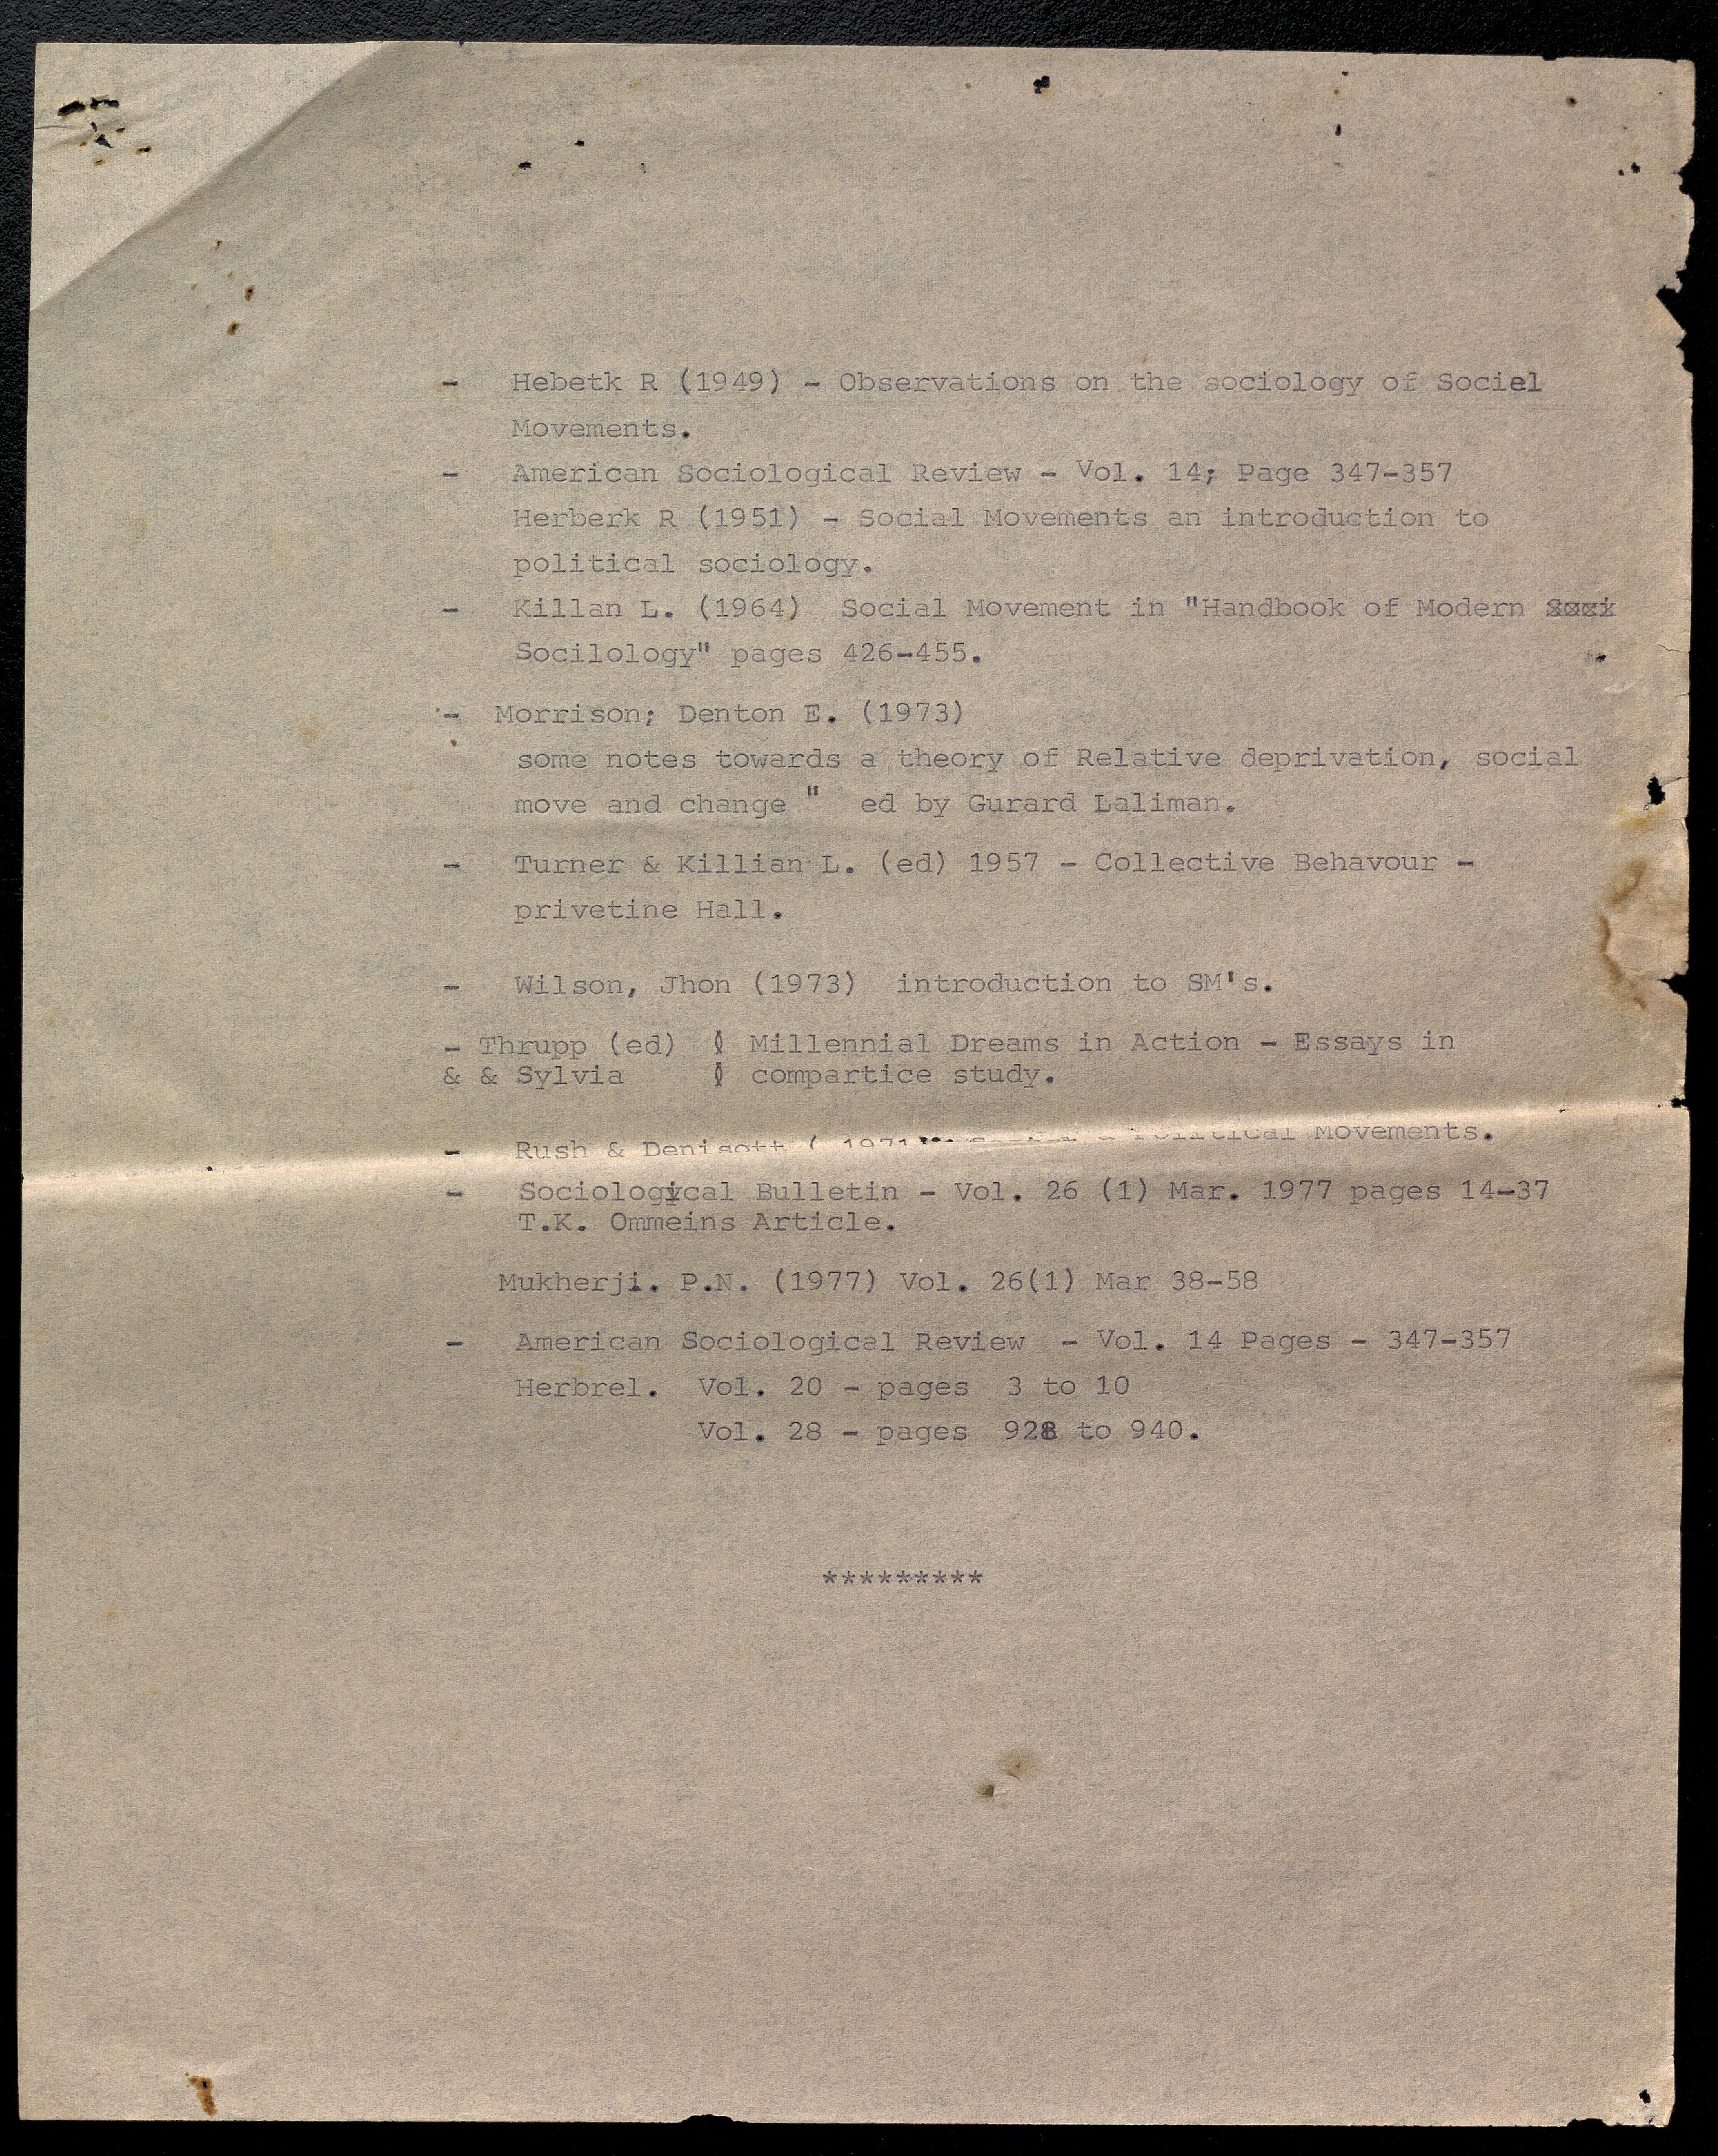 - Hebetk R (1949) - Observations on the sociology of Sociel
Movements.
- American Sociological Review - Vol. 14; Page 347-357
Herberk R (1951) - Social Movements an introduction to
political sociology.
- Killan L. (1964) Social Movement in "Handbook of Modern
Socilology" pages 426-455.
- Morrison; Denton E. (1973)
some notes towards a theory of Relative deprivation, social
move and change " ed by Gurard Laliman.
- Turner & Killian L. (ed) 1957 - Collective Behavour -
privetine Hall.
- Wilson, Jhon (1973) introduction to SM's.
- Thrupp (ed) Millennial Dreams in Action - Essays in
& & Sylvia compartice study.
- Rush & Denisott ( 1971 Political Movements.
- Sociological Bulletin - Vol. 26 (1) Mar. 1977 pages 14-37
T.K. Ommeins Article.
Mukherji. P.N. (1977) Vol. 26(1) Mar 38-58
- American Sociological Review - Vol. 14 Pages - 347-357
Herbrel. Vol. 20 - pages 3 to 10
Vol. 28 - pages 928 to 940.
*********